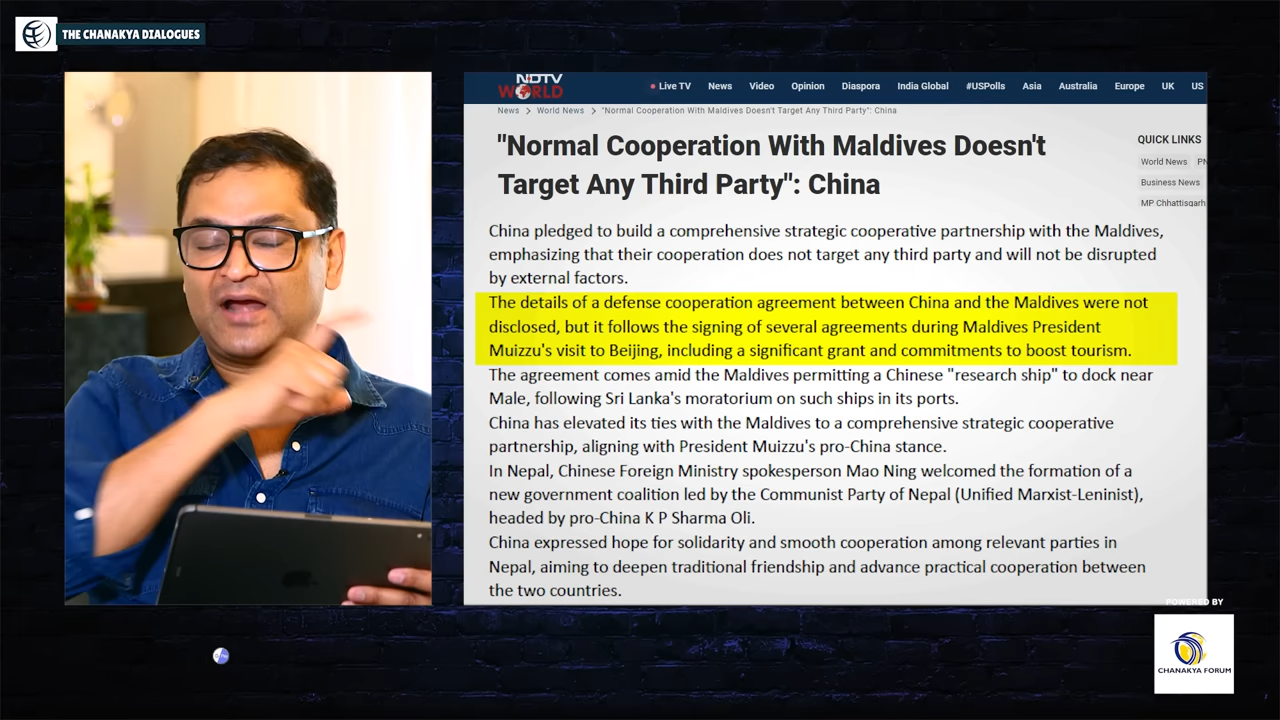 THE CHANAKYA DIALOGUES
NDTV
WORLD
Live TV News Video Opinion Diaspora India Global #USPolls Asia Australia Europe UK US
News > World News > "Normal Cooperation With Maldives Doesn't Target Any Third Party": China
"Normal Cooperation With Maldives Doesn't
Target Any Third Party": China
QUICK LINKS
World News PN
Business News
MP Chhattisgarh
China pledged to build a comprehensive strategic cooperative partnership with the Maldives,
emphasizing that their cooperation does not target any third party and will not be disrupted
by external factors.
The details of a defense cooperation agreement between China and the Maldives were not
disclosed, but it follows the signing of several agreements during Maldives President
Muizzu's visit to Beijing, including a significant grant and commitments to boost tourism.
The agreement comes amid the Maldives permitting a Chinese "research ship" to dock near
Male, following Sri Lanka's moratorium on such ships in its ports.
China has elevated its ties with the Maldives to a comprehensive strategic cooperative
partnership, aligning with President Muizzu's pro-China stance.
In Nepal, Chinese Foreign Ministry spokesperson Mao Ning welcomed the formation of a
new government coalition led by the Communist Party of Nepal (Unified Marxist-Leninist),
headed by pro-China K P Sharma Oli.
China expressed hope for solidarity and smooth cooperation among relevant parties in
Nepal, aiming to deepen traditional friendship and advance practical cooperation between
the two countries.
POWERED BY
CHANAKYA FORUM